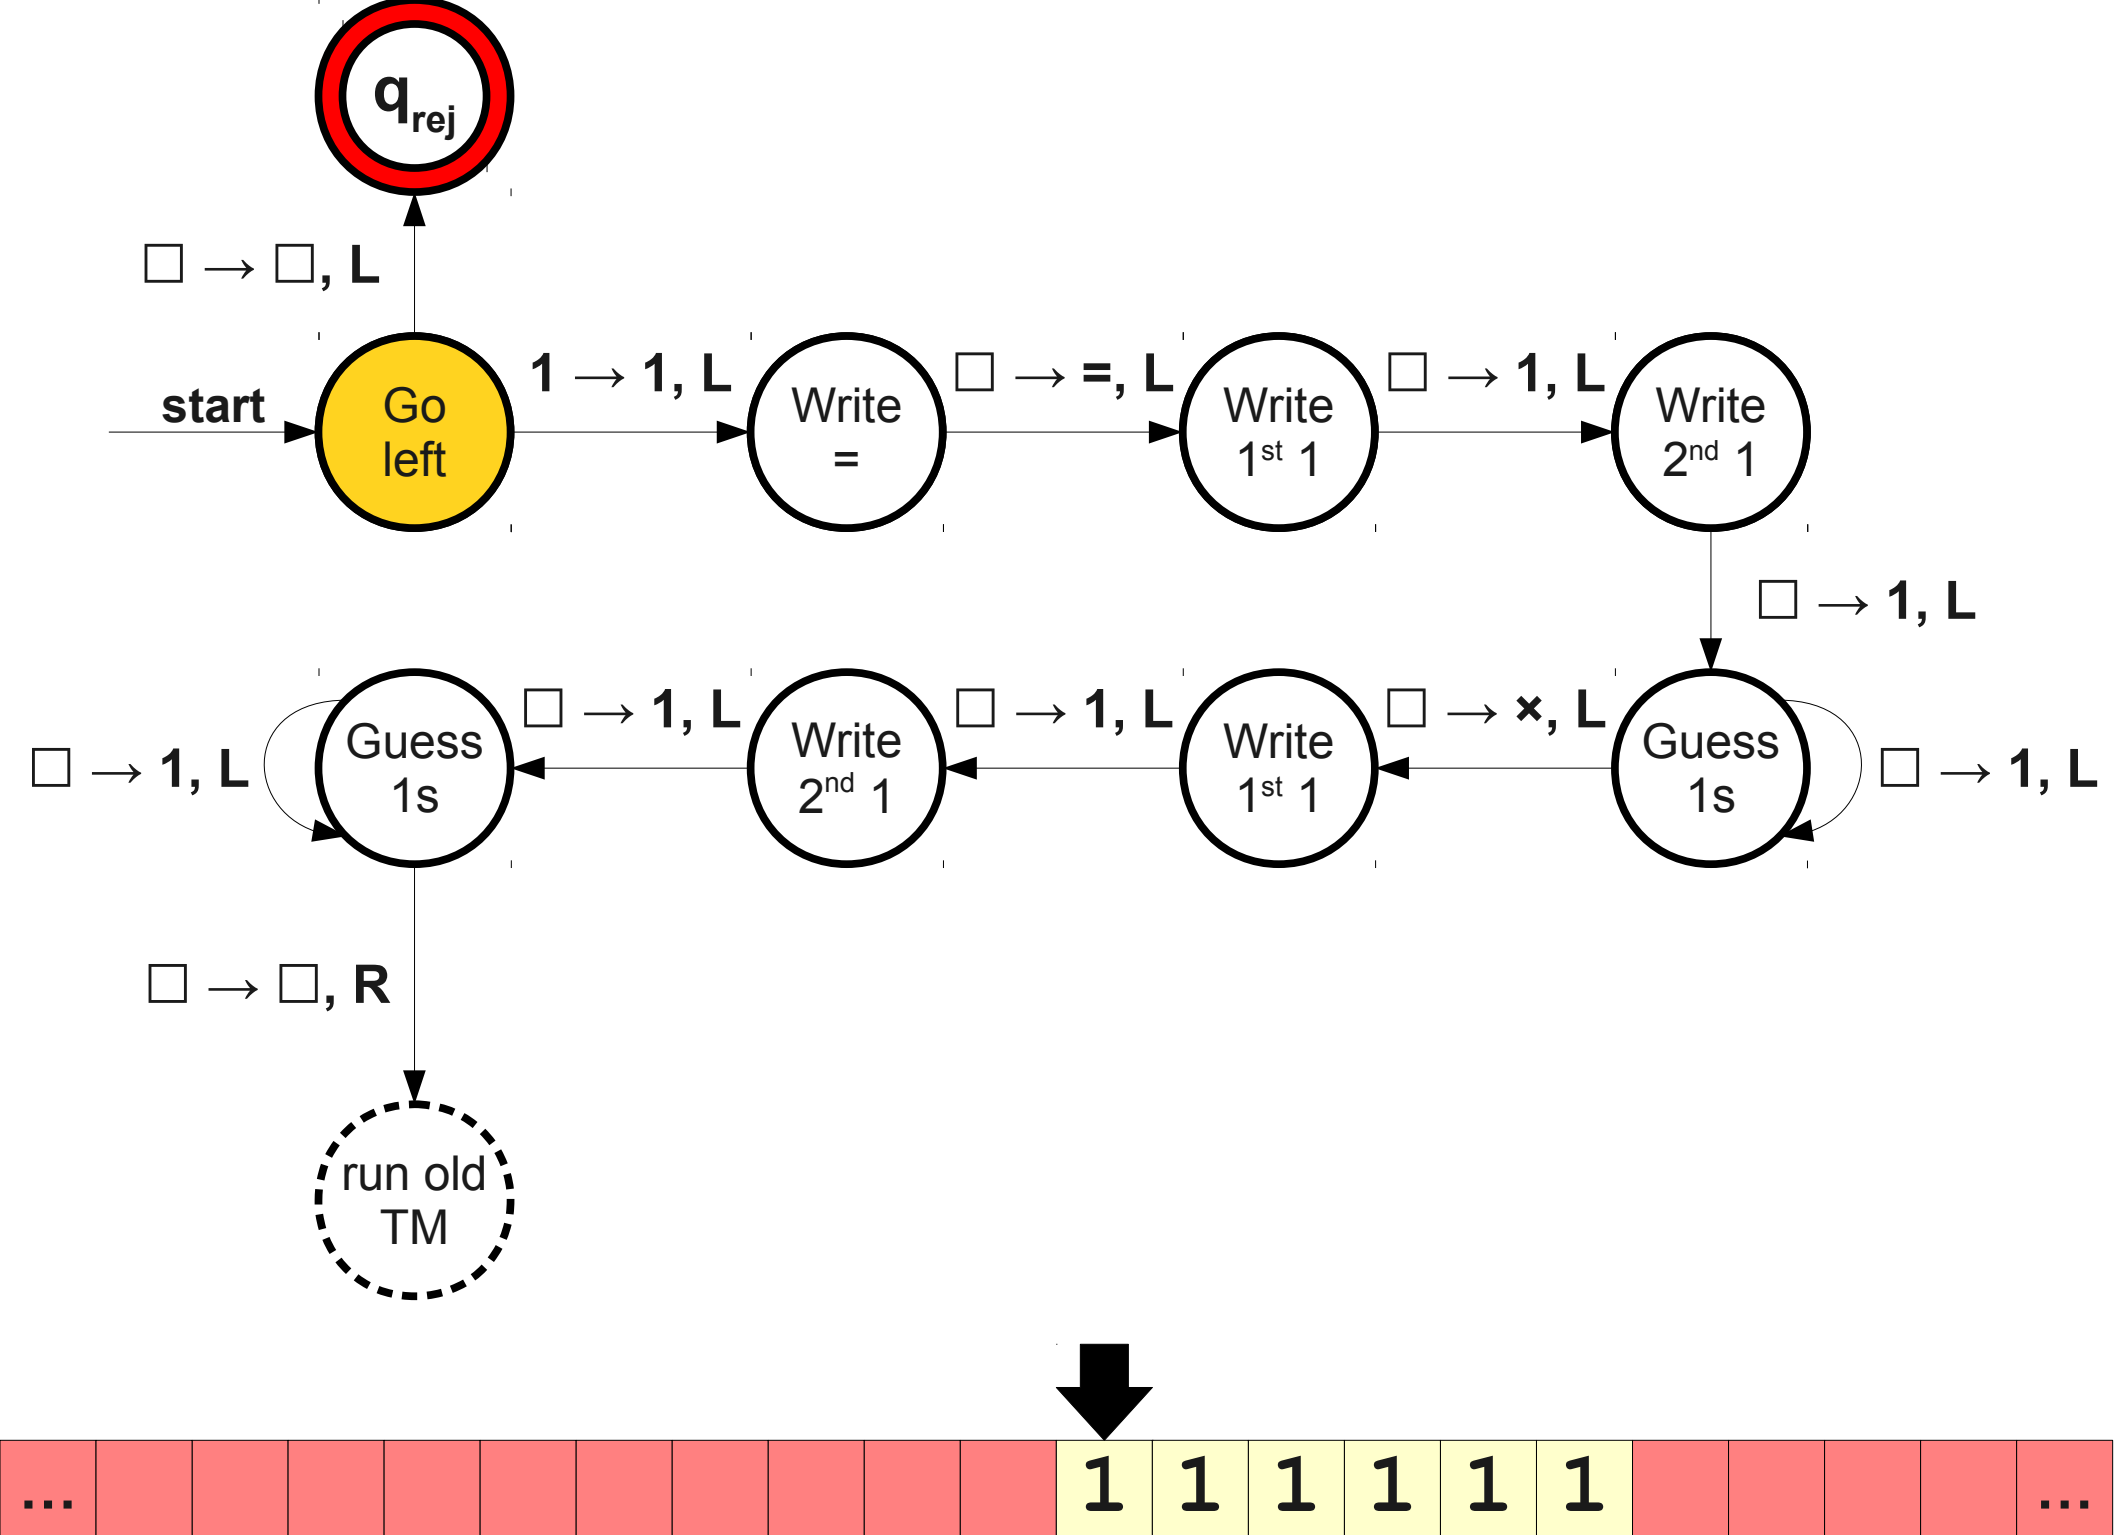 q_rej
□ → □, L
start
Go
left
1 → 1, L
Write
=
□ → =, L
Write
1st 1
□ → 1, L
Write
2nd 1
□ → 1, L
□ → 1, L
Guess
1s
□ → 1, L
Write
2nd 1
□ → 1, L
Write
1st 1
□ → ×, L
Guess
1s
□ → 1, L
□ → □, R
run old
TM
... 1 1 1 1 1 1 ...